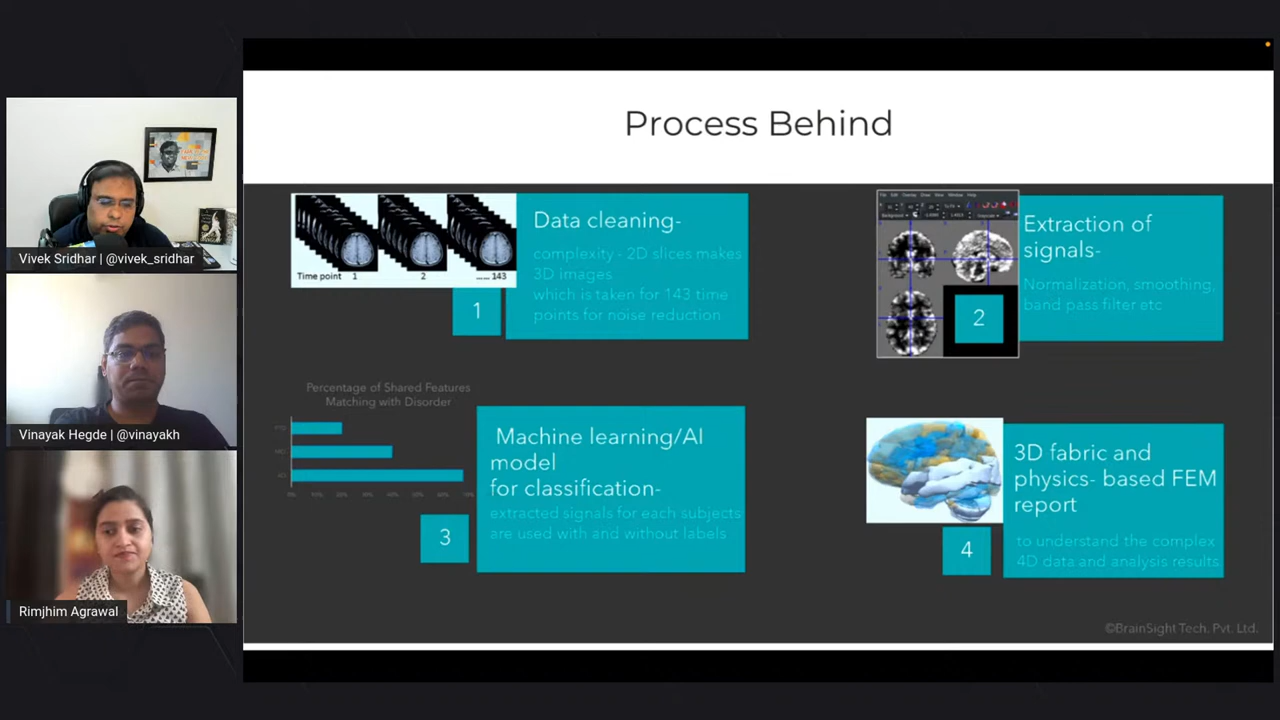 Process Behind
Time point 1 2 ...... 143
1
Data cleaning-
complexity - 2D slices makes
3D images
which is taken for 143 time
points for noise reduction
2
Extraction of
signals-
Normalization, smoothing,
band pass filter etc
Percentage of Shared Features
Matching with Disorder
3
Machine learning/AI
model
for classification-
extracted signals for each subjects
are used with and without labels
4
3D fabric and
physics- based FEM
report
to understand the complex
4D data and analysis results
©BrainSight Tech. Pvt. Ltd.
Vivek Sridhar | @vivek_sridhar
Vinayak Hegde | @vinayakh
Rimjhim Agrawal